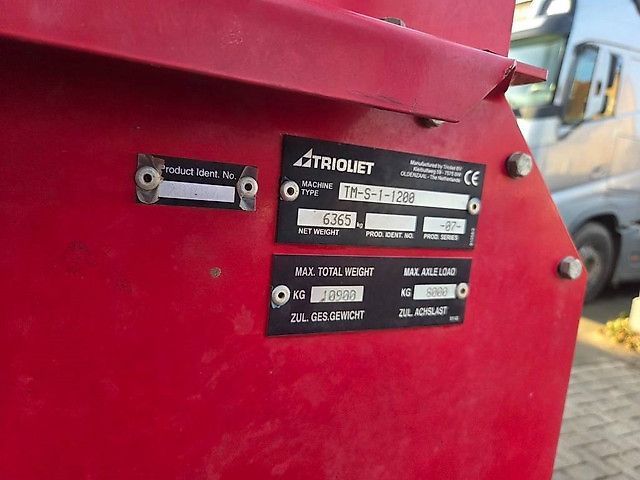 Product Ident. No.
TRIOLIET
Manufactured by Trioliet BV
OLDENZAAL - The Netherlands
CE
MACHINE TYPE
TM-S-1-1200
6365 kg
-07-
NET WEIGHT
PROD. IDENT. NO.
PROD. SERIES
MAX. TOTAL WEIGHT
MAX. AXLE LOAD
KG 10900
KG 8000
ZUL. GES.GEWICHT
ZUL. ACHSLAST